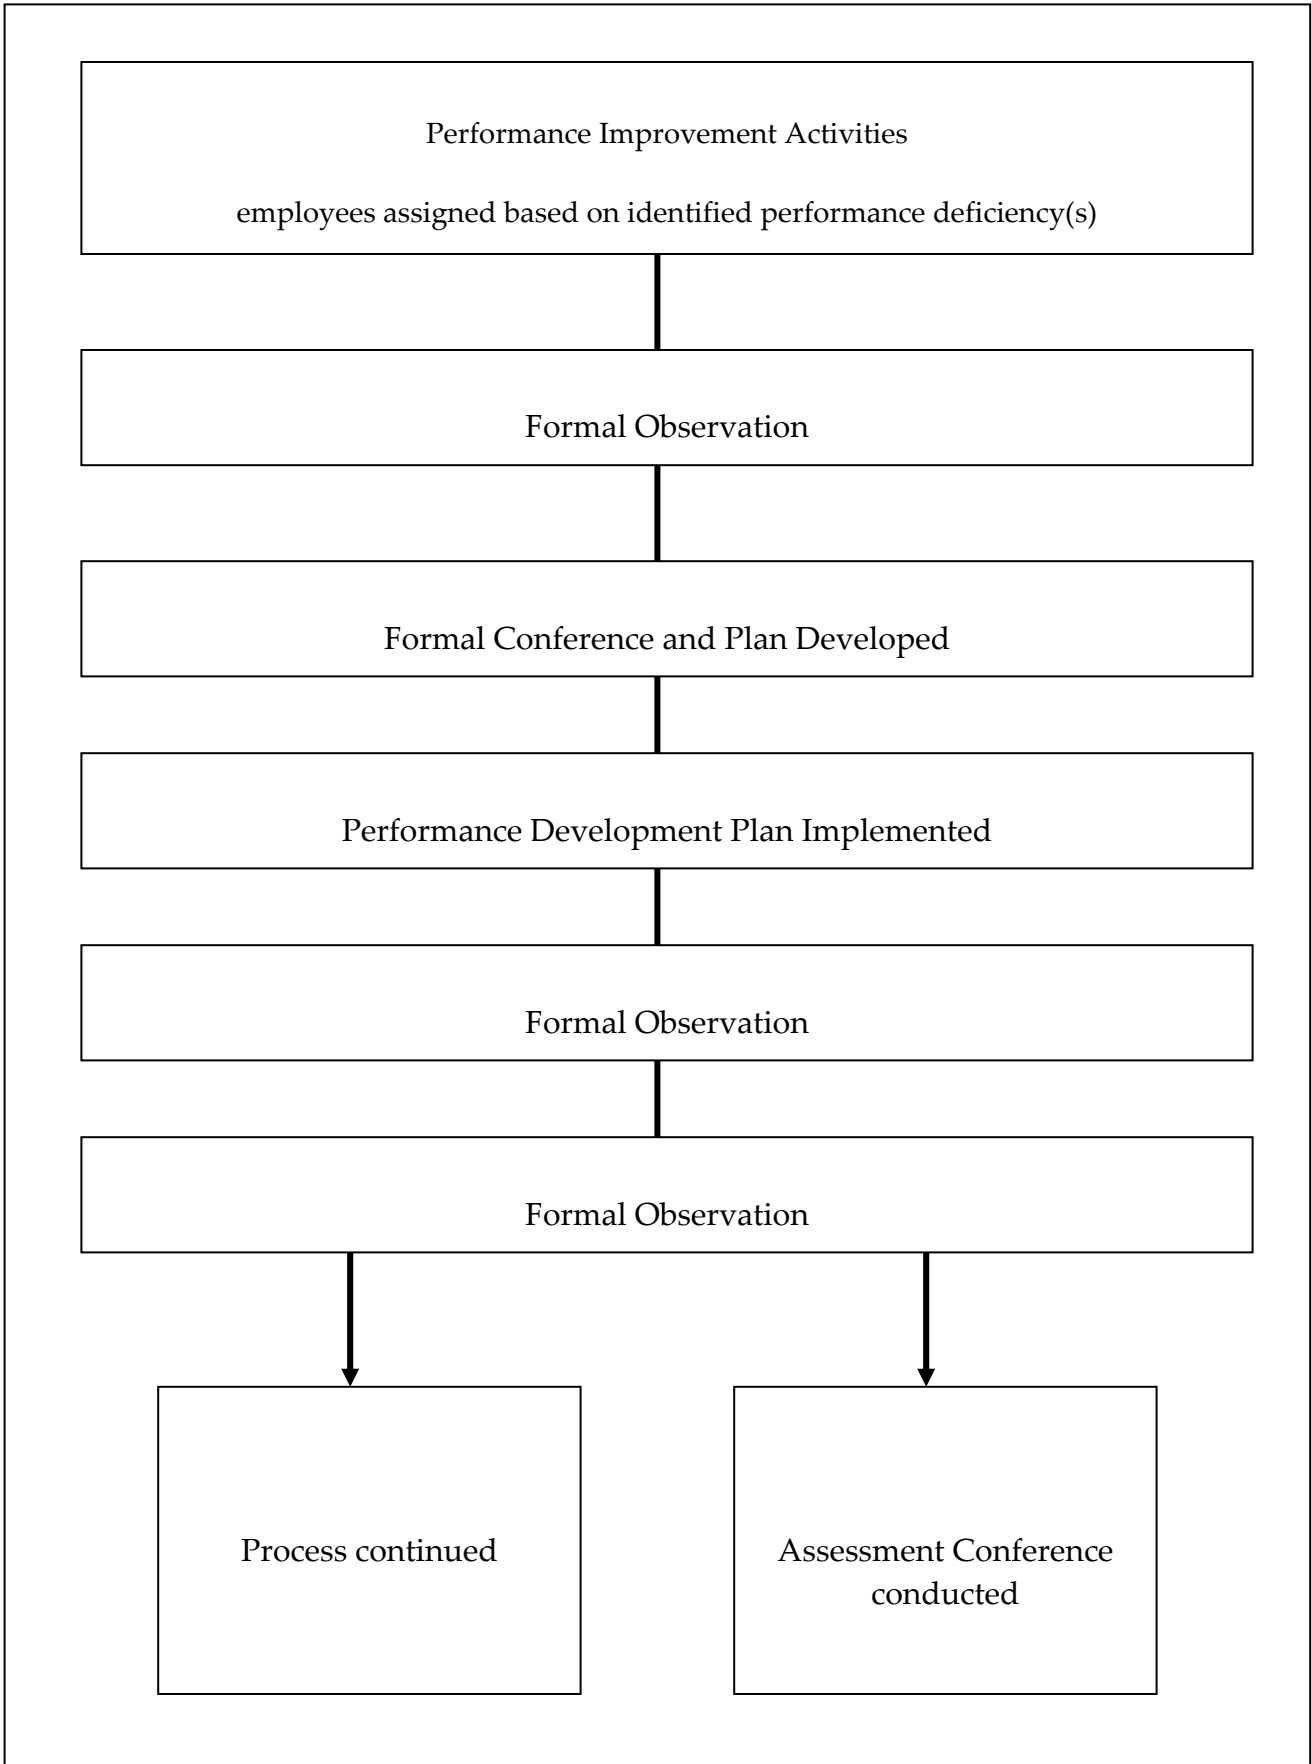 Performance Improvement Activities
employees assigned based on identified performance deficiency(s)
Formal Observation
Formal Conference and Plan Developed
Performance Development Plan Implemented
Formal Observation
Formal Observation
Process continued
Assessment Conference
conducted